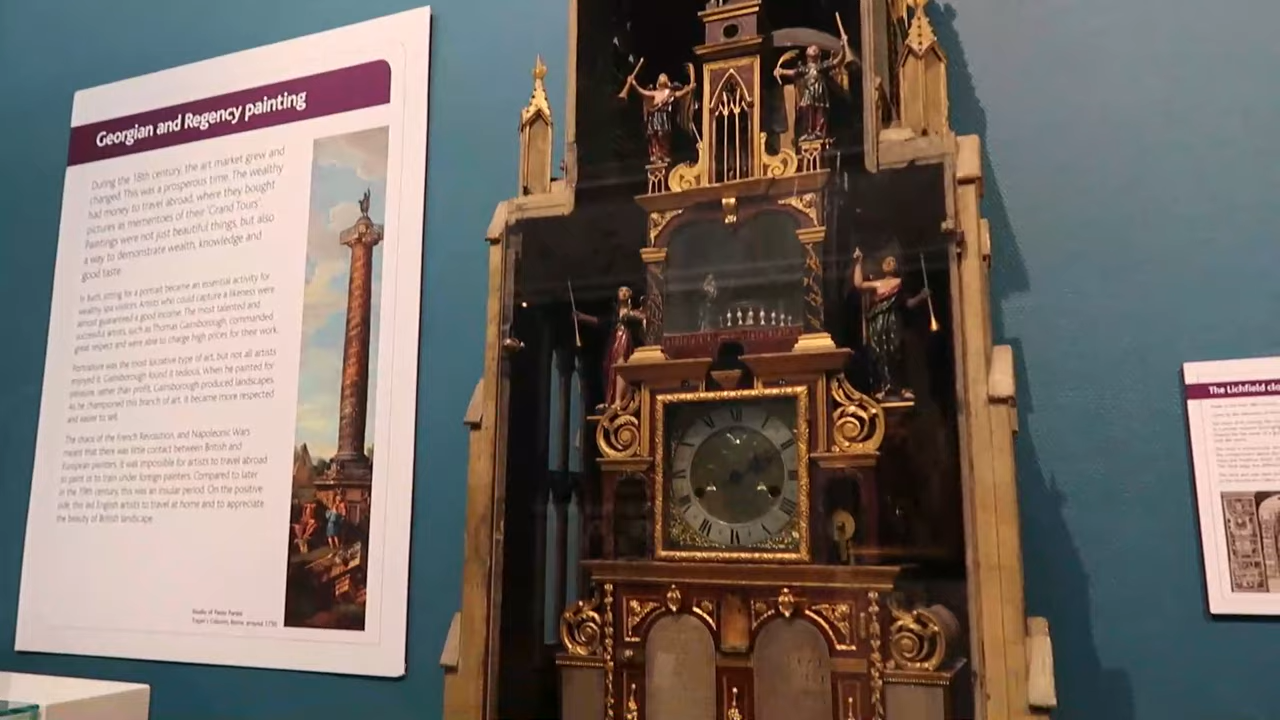 Georgian and Regency painting
During the 18th century, the art market grew and
changed. This was a prosperous time. The wealthy
had money to travel abroad, where they bought
pictures as mementoes of their 'Grand Tours'.
Paintings were not just beautiful things, but also
a way to demonstrate wealth, knowledge and
good taste.
In Bath, sitting for a portrait became an essential activity for
wealthy spa visitors. Artists who could capture a likeness were
almost guaranteed a good income. The most talented and
successful artists, such as Thomas Gainsborough, commanded
great respect and were able to charge high prices for their work.
Portraiture was the most lucrative type of art, but not all artists
enjoyed it. Gainsborough found it tedious. When he painted for
pleasure, rather than profit, Gainsborough produced landscapes.
As he championed this branch of art, it became more respected
and easier to sell.
The chaos of the French Revolution, and Napoleonic Wars
meant that there was little contact between British and
European painters. It was impossible for artists to travel abroad
to paint or to train under foreign painters. Compared to later
in the 19th century, this was an insular period. On the positive
side, this led English artists to travel at home and to appreciate
the beauty of British landscape.
Studio of
Trajan's Column, Rome, around 1750
The Lichfield clo